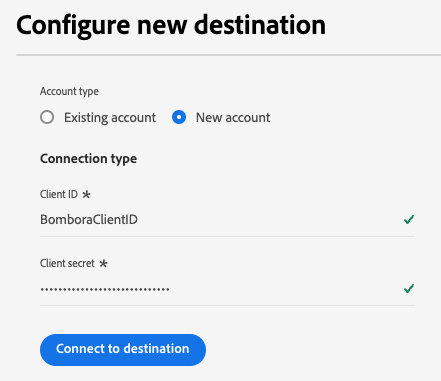 Configure new destination
Account type
Existing account New account
Connection type
Client ID *
BomboraClientID
Client secret *
•••••••••••••••••••••••••••••
Connect to destination